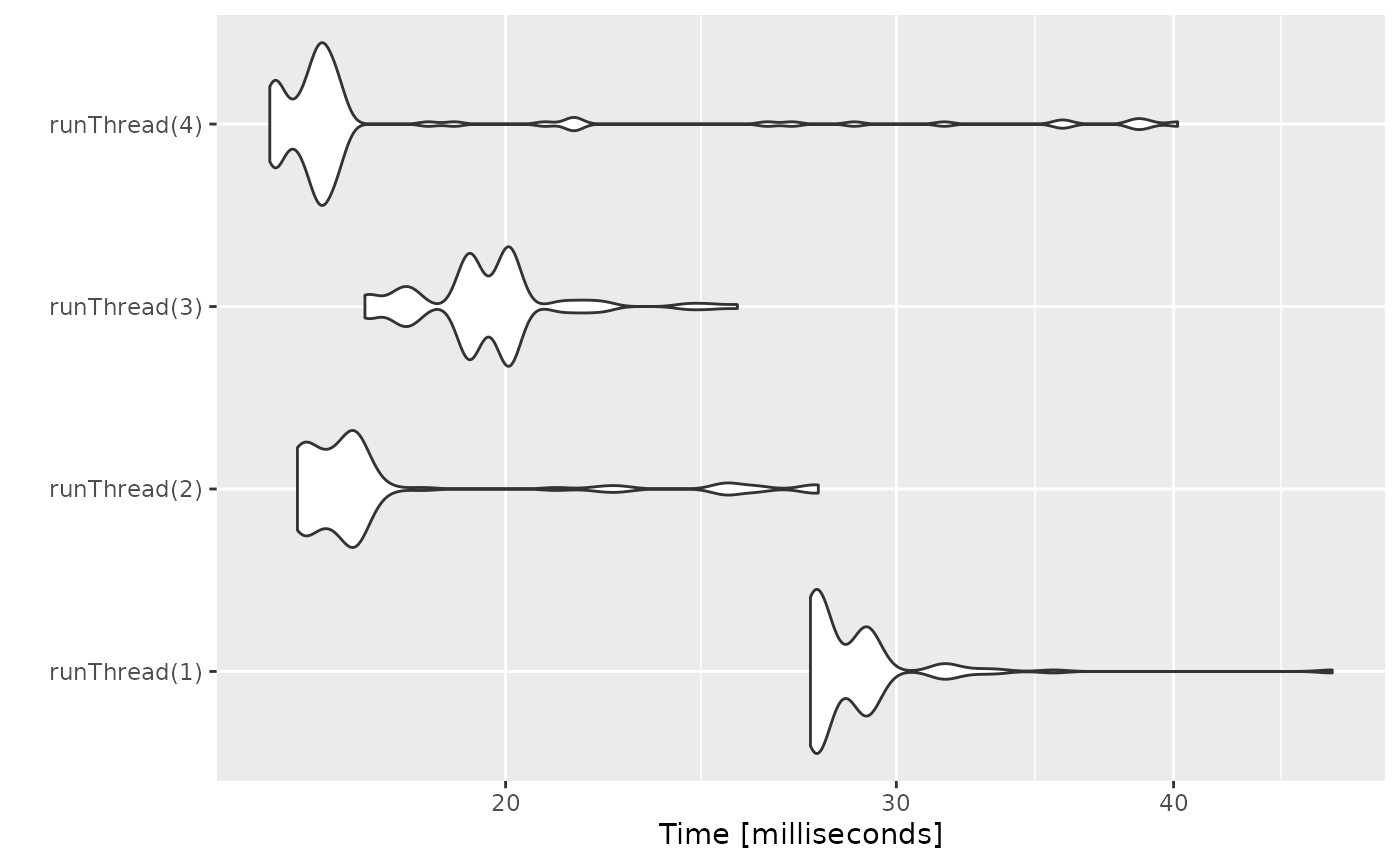 runThread(4)
runThread(3)
runThread(2)
runThread(1)
20 30 40
Time [milliseconds]